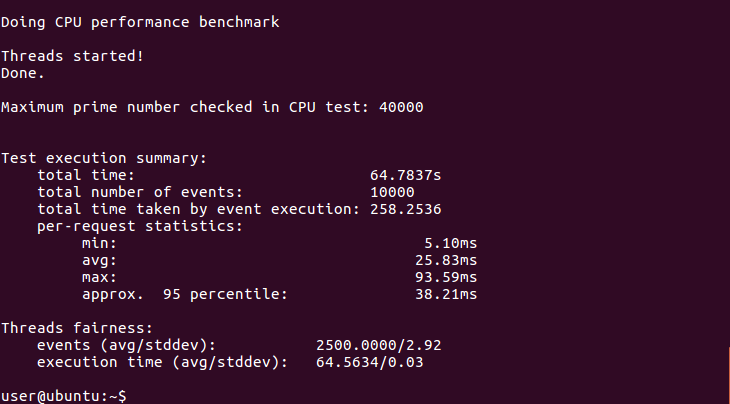 Doing CPU performance benchmark
Threads started!
Done.
Maximum prime number checked in CPU test: 40000
Test execution summary:
total time: 64.7837s
total number of events: 10000
total time taken by event execution: 258.2536
per-request statistics:
min: 5.10ms
avg: 25.83ms
max: 93.59ms
approx. 95 percentile: 38.21ms
Threads fairness:
events (avg/stddev): 2500.0000/2.92
execution time (avg/stddev): 64.5634/0.03
user@ubuntu:~$